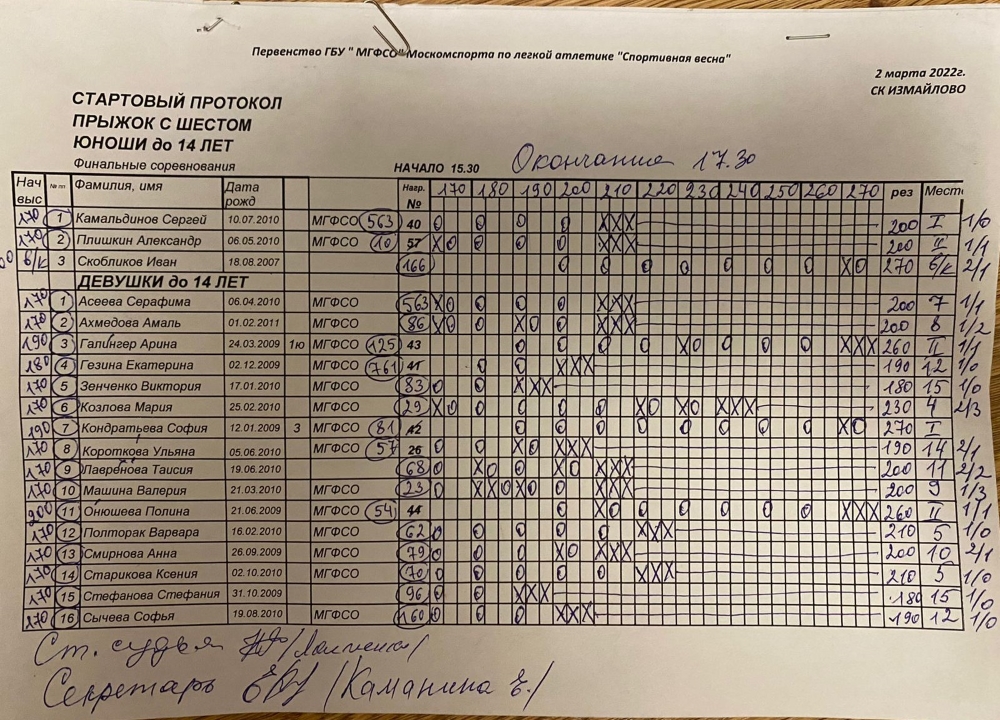 Первенство ГБУ " МГФСО" Москомспорта по легкой атлетике "Спортивная весна"
2 марта 2022г.
СК ИЗМАЙЛОВО
СТАРТОВЫЙ ПРОТОКОЛ
ПРЫЖОК С ШЕСТОМ
ЮНОШИ до 14 ЛЕТ
Финальные соревнования НАЧАЛО 15.30 Окончание 17.30
Нач выс № пп Фамилия, имя Дата рожд Нагр. № 170 180 190 200 210 220 230 240 250 260 270 рез Место
170 1 Камальдинов Сергей 10.07.2010 МГФСО 563 40 0 0 0 0 XXX 200 I 1/0
170 2 Плишкин Александр 06.05.2010 МГФСО 10 57 X0 0 0 0 XXX 200 II 1/1
б/к 3 Скобликов Иван 18.08.2007 166 0 0 0 0 0 0 0 X0 270 б/к 2/1
ДЕВУШКИ до 14 ЛЕТ
170 1 Асеева Серафима 06.04.2010 МГФСО 563 X0 0 0 0 XXX 200 7 1/1
170 2 Ахмедова Амаль 01.02.2011 МГФСО 86 X0 0 X0 0 XXX 200 8 1/2
190 3 Галингер Арина 24.03.2009 1ю МГФСО 125 43 0 0 0 0 X0 0 0 0 XXX 260 II 1/1
180 4 Гезина Екатерина 02.12.2009 МГФСО 761 41 0 0 XXX 190 12 1/0
170 5 Зенченко Виктория 17.01.2010 МГФСО 83 0 0 XXX 180 15 1/0
170 6 Козлова Мария 25.02.2010 МГФСО 29 X0 0 0 0 0 X0 X0 XXX 230 4 2/3
190 7 Кондратьева София 12.01.2009 3 МГФСО 81 42 0 0 0 0 0 0 0 0 X0 270 I
170 8 Короткова Ульяна 05.06.2010 МГФСО 57 26 0 0 X0 XXX 190 14 2/1
170 9 Лавренова Таисия 19.06.2010 68 0 X0 0 X0 XXX 200 11 2/2
170 10 Машина Валерия 21.03.2010 МГФСО 23 0 XX0 X0 0 XXX 200 9 1/3
200 11 Онюшева Полина 21.06.2009 МГФСО 54 44 0 X0 0 0 0 0 0 XXX 260 II 1/1
170 12 Полторак Варвара 16.02.2010 МГФСО 62 0 0 0 0 0 XXX 210 5 1/0
170 13 Смирнова Анна 26.09.2009 МГФСО 79 0 0 0 X0 XXX 200 10 2/1
170 14 Старикова Ксения 02.10.2010 МГФСО 70 0 0 0 0 0 XXX 210 5 1/0
170 15 Стефанова Стефания 31.10.2009 96 0 0 XXX 180 15 1/0
170 16 Сычева Софья 19.08.2010 МГФСО 160 0 0 0 XXX 190 12 1/0
Ст. судья
Секретарь /Каманина Е./